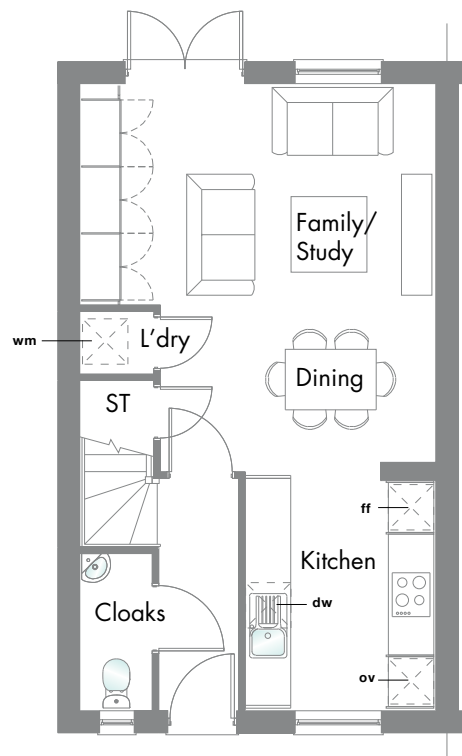 Family/
Study
wm
L'dry
Dining
ST
ff
Kitchen
dw
Cloaks
ov